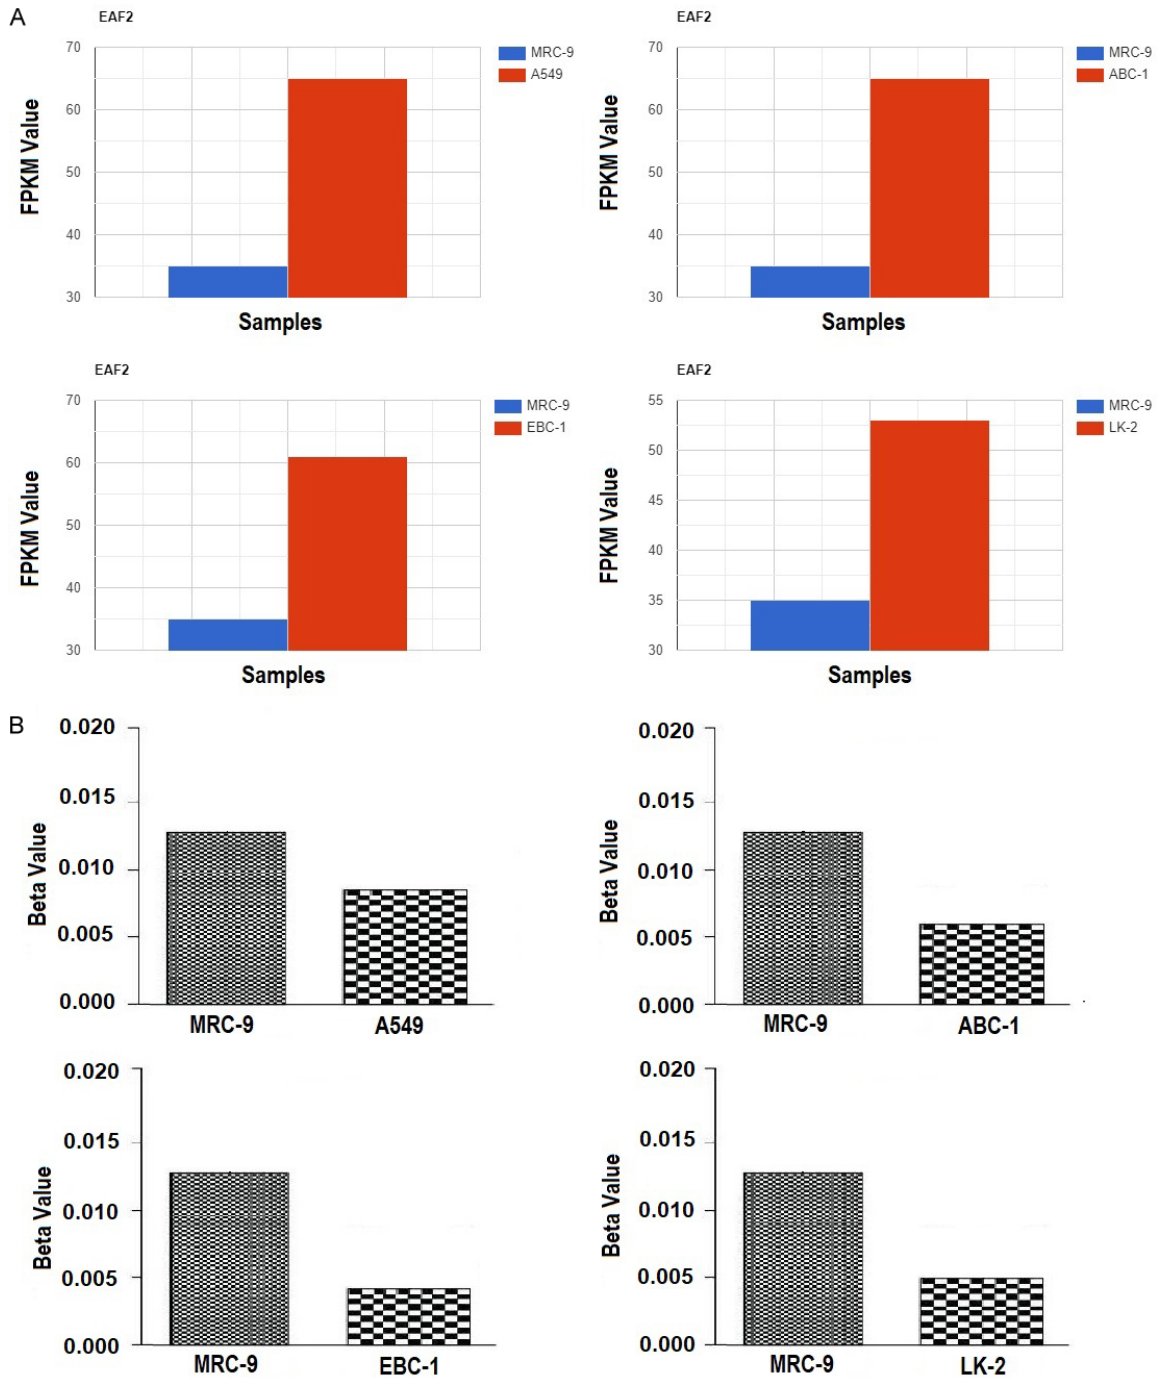 A
EAF2
MRC-9
A549
70
60
50
40
30
FPKM Value
Samples
EAF2
MRC-9
ABC-1
70
60
50
40
30
FPKM Value
Samples
EAF2
MRC-9
EBC-1
70
60
50
40
30
FPKM Value
Samples
EAF2
MRC-9
LK-2
55
50
45
40
35
30
FPKM Value
Samples
B
0.020
0.015
0.010
0.005
0.000
Beta Value
MRC-9 A549
0.020
0.015
0.010
0.005
0.000
Beta Value
MRC-9 ABC-1
0.020
0.015
0.010
0.005
0.000
Beta Value
MRC-9 EBC-1
0.020
0.015
0.010
0.005
0.000
Beta Value
MRC-9 LK-2